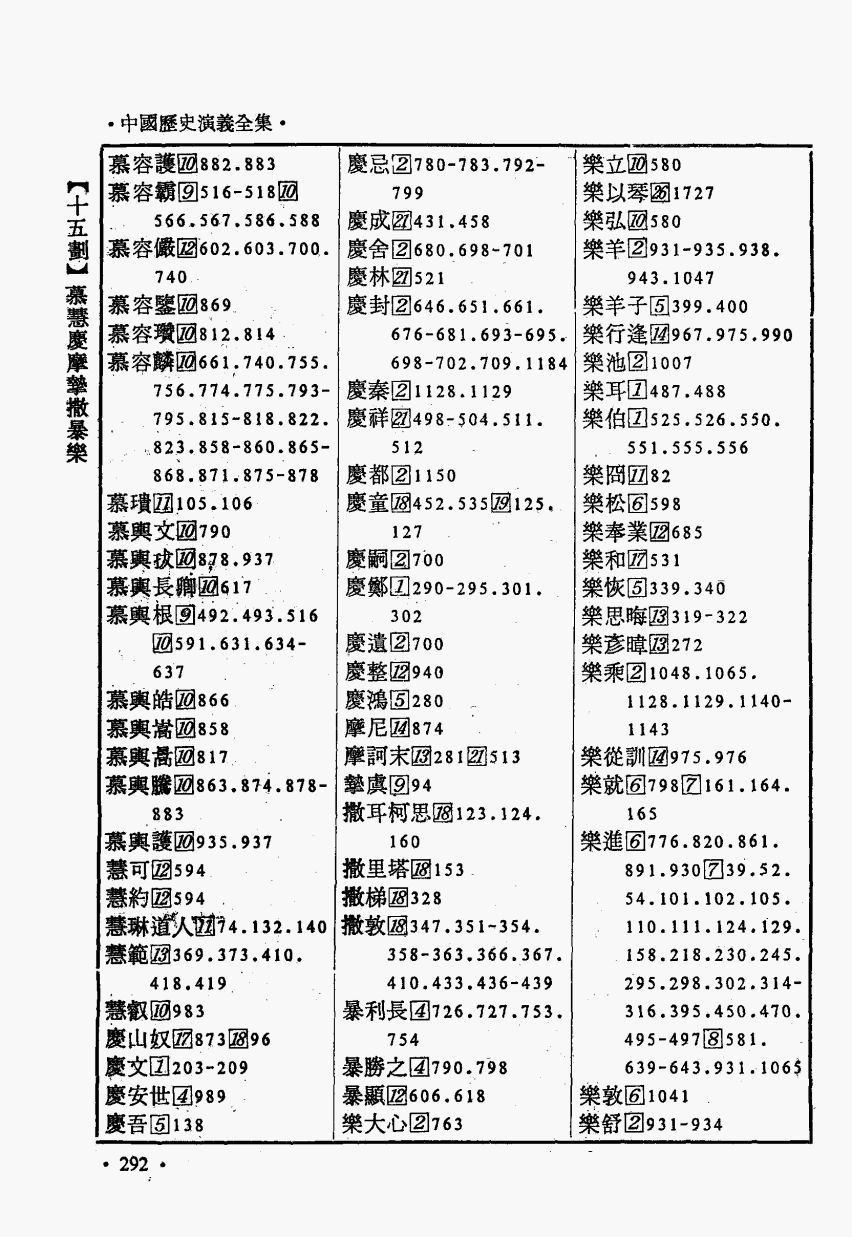 ·中國歷史演義全集·
【十五劃】慕慧慶摩摯撒暴樂
慕容護⑩882.883
慕容霸⑨516-518⑩
566.567.586.588
慕容儼⑫602.603.700.
740
慕容鑒⑩869
慕容瓚⑩812.814
慕容麟⑩661.740.755.
756.774.775.793-
795.815-818.822.
823.858-860.865-
868.871.875-878
慕璝⑪105.106
慕輿文⑩790
慕輿㧞⑩878.937
慕輿長卿⑩617
慕輿根⑨492.493.516
⑩591.631.634-
637
慕輿皓⑩866
慕輿嵩⑩858
慕輿暠⑩817
慕輿騰⑩863.874.878-
883
慕輿護⑩935.937
慧可⑫594
慧約⑫594
慧琳道人⑪74.132.140
慧範⑬369.373.410.
418.419
慧叡⑩983
慶山奴⑰873⑱96
慶文①203-209
慶安世④989
慶吾⑤138
慶忌②780-783.792-
799
慶成㉑431.458
慶舍②680.698-701
慶林㉑521
慶封②646.651.661.
676-681.693-695.
698-702.709.1184
慶秦②1128.1129
慶祥㉑498-504.511.
512
慶都②1150
慶童⑱452.535⑲125.
127
慶嗣②700
慶鄭①290-295.301.
302
慶遺②700
慶整⑫940
慶鴻⑤280
摩尼⑭874
摩訶末⑬281㉑513
摯虞⑨94
撒耳柯思⑱123.124.
160
撒里塔⑱153
撒梯⑱328
撒敦⑱347.351-354.
358-363.366.367.
410.433.436-439
暴利長④726.727.753.
754
暴勝之④790.798
暴顯⑫606.618
樂大心②763
樂立⑩580
樂以琴㉖1727
樂弘⑩580
樂羊②931-935.938.
943.1047
樂羊子⑤399.400
樂行逢⑭967.975.990
樂池②1007
樂耳①487.488
樂伯①525.526.550.
551.555.556
樂冏⑪82
樂松⑥598
樂奉業⑫685
樂和⑰531
樂恢⑤339.340
樂思晦⑬319-322
樂彥暐⑬272
樂乘②1048.1065.
1128.1129.1140-
1143
樂從訓⑭975.976
樂就⑥798⑦161.164.
165
樂進⑥776.820.861.
891.930⑦39.52.
54.101.102.105.
110.111.124.129.
158.218.230.245.
295.298.302.314-
316.395.450.470.
495-497⑧581.
639-643.931.1065
樂敦⑥1041
樂舒②931-934
·292·